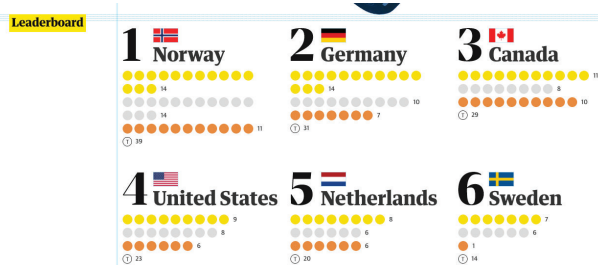 Leaderboard
1 Norway
14
14
11
T 39
2 Germany
14
10
7
T 31
3 Canada
11
8
10
T 29
4 United States
9
8
6
T 23
5 Netherlands
8
6
6
T 20
6 Sweden
7
6
1
T 14